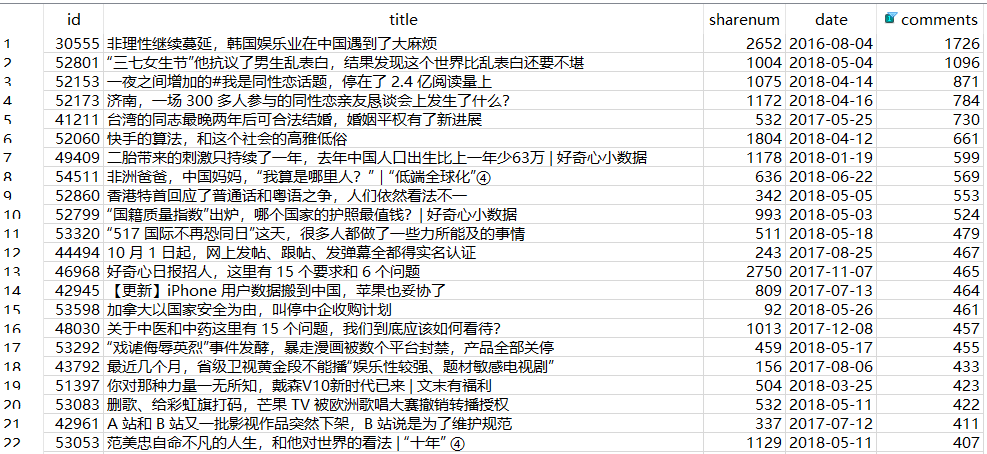 id title sharenum date comments
1 30555 非理性继续蔓延，韩国娱乐业在中国遇到了大麻烦 2652 2016-08-04 1726
2 52801 “三七女生节”他抗议了男生乱表白，结果发现这个世界比乱表白还要不堪 1004 2018-05-04 1096
3 52153 一夜之间增加的#我是同性恋话题，停在了 2.4 亿阅读量上 1075 2018-04-14 871
4 52173 济南，一场 300 多人参与的同性恋亲友恳谈会上发生了什么？ 1172 2018-04-16 784
5 41211 台湾的同志最晚两年后可合法结婚，婚姻平权有了新进展 532 2017-05-25 730
6 52060 快手的算法，和这个社会的高雅低俗 1804 2018-04-12 661
7 49409 二胎带来的刺激只持续了一年，去年中国人口出生比上一年少63万 | 好奇心小数据 1178 2018-01-19 599
8 54511 非洲爸爸，中国妈妈，“我算是哪里人？” | “低端全球化”④ 636 2018-06-22 569
9 52860 香港特首回应了普通话和粤语之争，人们依然看法不一 342 2018-05-05 553
10 52799 “国籍质量指数”出炉，哪个国家的护照最值钱？| 好奇心小数据 993 2018-05-03 524
11 53320 “517 国际不再恐同日”这天，很多人都做了一些力所能及的事情 511 2018-05-18 479
12 44494 10 月 1 日起，网上发帖、跟帖、发弹幕全都得实名认证 243 2017-08-25 467
13 46968 好奇心日报招人，这里有 15 个要求和 6 个问题 2750 2017-11-07 465
14 42945 【更新】iPhone 用户数据搬到中国，苹果也妥协了 809 2017-07-13 464
15 53598 加拿大以国家安全为由，叫停中企收购计划 92 2018-05-26 461
16 48030 关于中医和中药这里有 15 个问题，我们到底应该如何看待？ 1013 2017-12-08 457
17 53292 “戏谑侮辱英烈”事件发酵，暴走漫画被数个平台封禁，产品全部关停 459 2018-05-17 455
18 43792 最近几个月，省级卫视黄金段不能播“娱乐性较强、题材敏感电视剧” 156 2017-08-06 433
19 51397 你对那种力量一无所知，戴森V10新时代已来 | 文末有福利 504 2018-03-25 423
20 53083 删歌、给彩虹旗打码，芒果 TV 被欧洲歌唱大赛撤销转播授权 532 2018-05-11 422
21 42961 A 站和 B 站又一批影视作品突然下架，B 站说是为了维护规范 337 2017-07-12 411
22 53053 范美忠自命不凡的人生，和他对世界的看法 | “十年” ④ 1129 2018-05-11 407